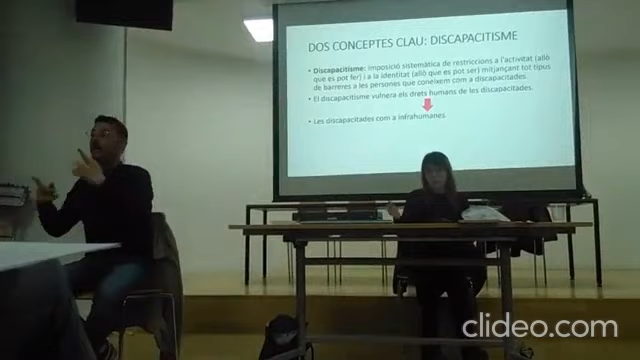 DOS CONCEPTES CLAU: DISCAPACITISME
• Discapacitisme: Imposició sistemàtica de restriccions a l'activitat (allò
que es pot fer) i a la identitat (allò que es pot ser) mitjançant tot tipus
de barreres a les persones que coneixem com a discapacitades.
• El discapacitisme vulnera els drets humans de les discapacitades.
• Les discapacitades com a infrahumanes.
clideo.com